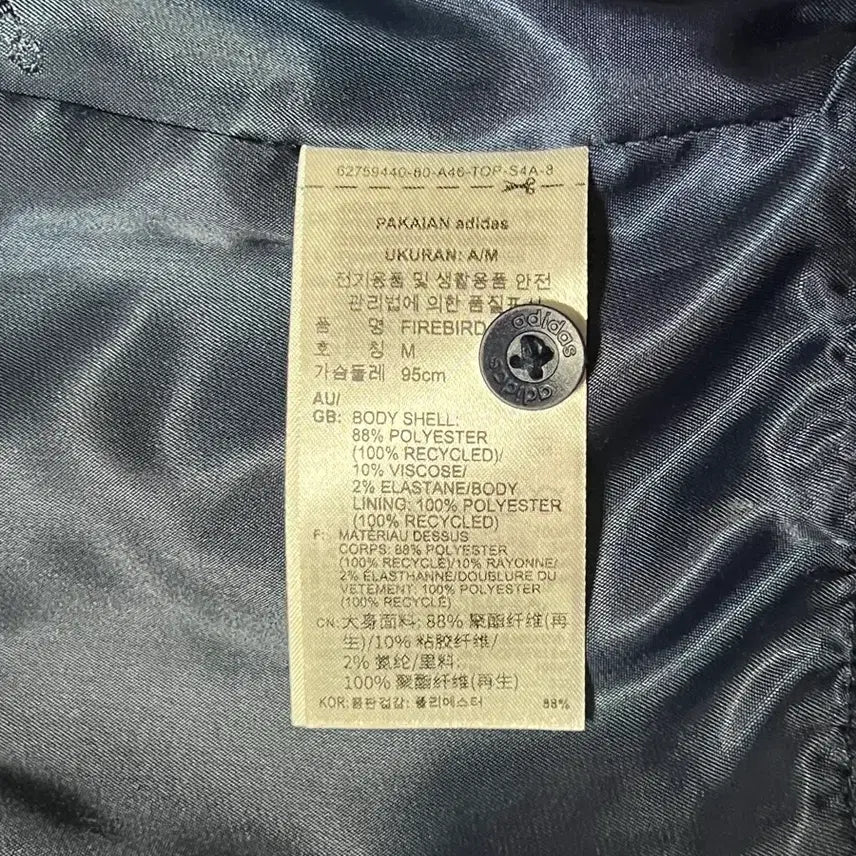 62759440-80-A46-TOP-S4A-8
PAKAIAN adidas
UKURAN: A/M
전기용품 및 생활용품 안전
관리법에 의한 품질표시
품 명 FIREBIRD
호 칭 M
가슴둘레 95cm
adidas
adidas
AU/
GB: BODY SHELL:
88% POLYESTER
(100% RECYCLED)/
10% VISCOSE/
2% ELASTANE/BODY
LINING: 100% POLYESTER
(100% RECYCLED)
F: MATÉRIAU DESSUS
CORPS: 88% POLYESTER
(100% RECYCLÉ)/10% RAYONNE/
2% ÉLASTHANNE/DOUBLURE DU
VÊTEMENT: 100% POLYESTER
(100% RECYCLÉ)
CN: 大身面料: 88% 聚酯纤维(再
生)/10% 粘胶纤维/
2% 氨纶/里料:
100% 聚酯纤维(再生)
KOR: 몸판겉감: 폴리에스터 88%